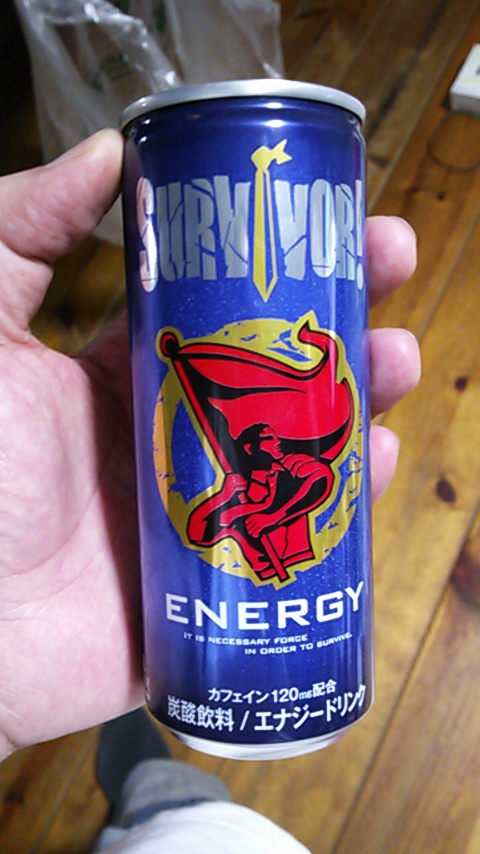 SURVIVOR!
ENERGY
IT IS NECESSARY FORCE
IN ORDER TO SURVIVE.
カフェイン120mg配合
炭酸飲料/エナジードリンク